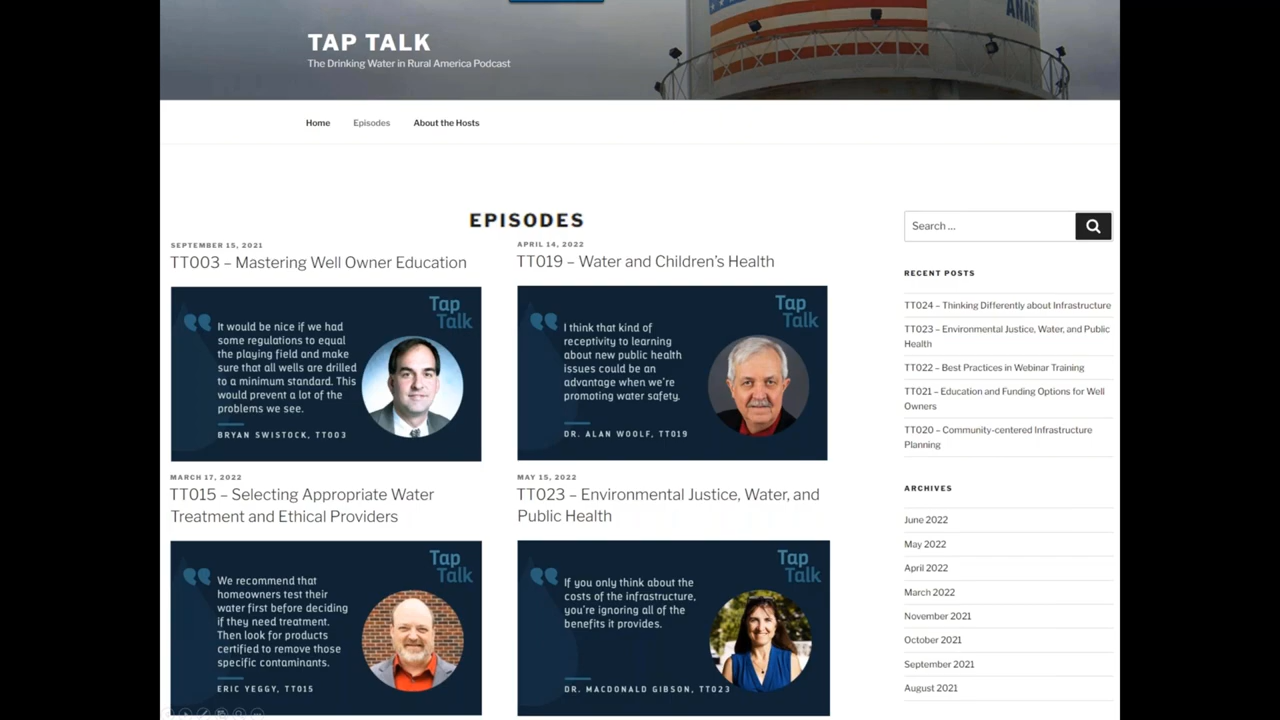 ANAH
TAP TALK
The Drinking Water in Rural America Podcast
Home
Episodes
About the Hosts
EPISODES
SEPTEMBER 15, 2021
TT003 – Mastering Well Owner Education
Tap
Talk
It would be nice if we had
some regulations to equal
the playing field and make
sure that all wells are drilled
to a minimum standard. This
would prevent a lot of the
problems we see.
BRYAN SWISTOCK, TT003
APRIL 14, 2022
TT019 – Water and Children's Health
Tap
Talk
I think that kind of
receptivity to learning
about new public health
issues could be an
advantage when we're
promoting water safety.
DR. ALAN WOOLF, TT019
MARCH 17, 2022
TT015 – Selecting Appropriate Water
Treatment and Ethical Providers
Tap
Talk
We recommend that
homeowners test their
water first before deciding
if they need treatment.
Then look for products
certified to remove those
specific contaminants.
ERIC YEGGY, TT015
MAY 15, 2022
TT023 – Environmental Justice, Water, and
Public Health
Tap
Talk
If you only think about the
costs of the infrastructure,
you're ignoring all of the
benefits it provides.
DR. MACDONALD GIBSON, TT023
Search …
RECENT POSTS
TT024 – Thinking Differently about Infrastructure
TT023 – Environmental Justice, Water, and Public
Health
TT022 – Best Practices in Webinar Training
TT021 – Education and Funding Options for Well
Owners
TT020 – Community-centered Infrastructure
Planning
ARCHIVES
June 2022
May 2022
April 2022
March 2022
November 2021
October 2021
September 2021
August 2021